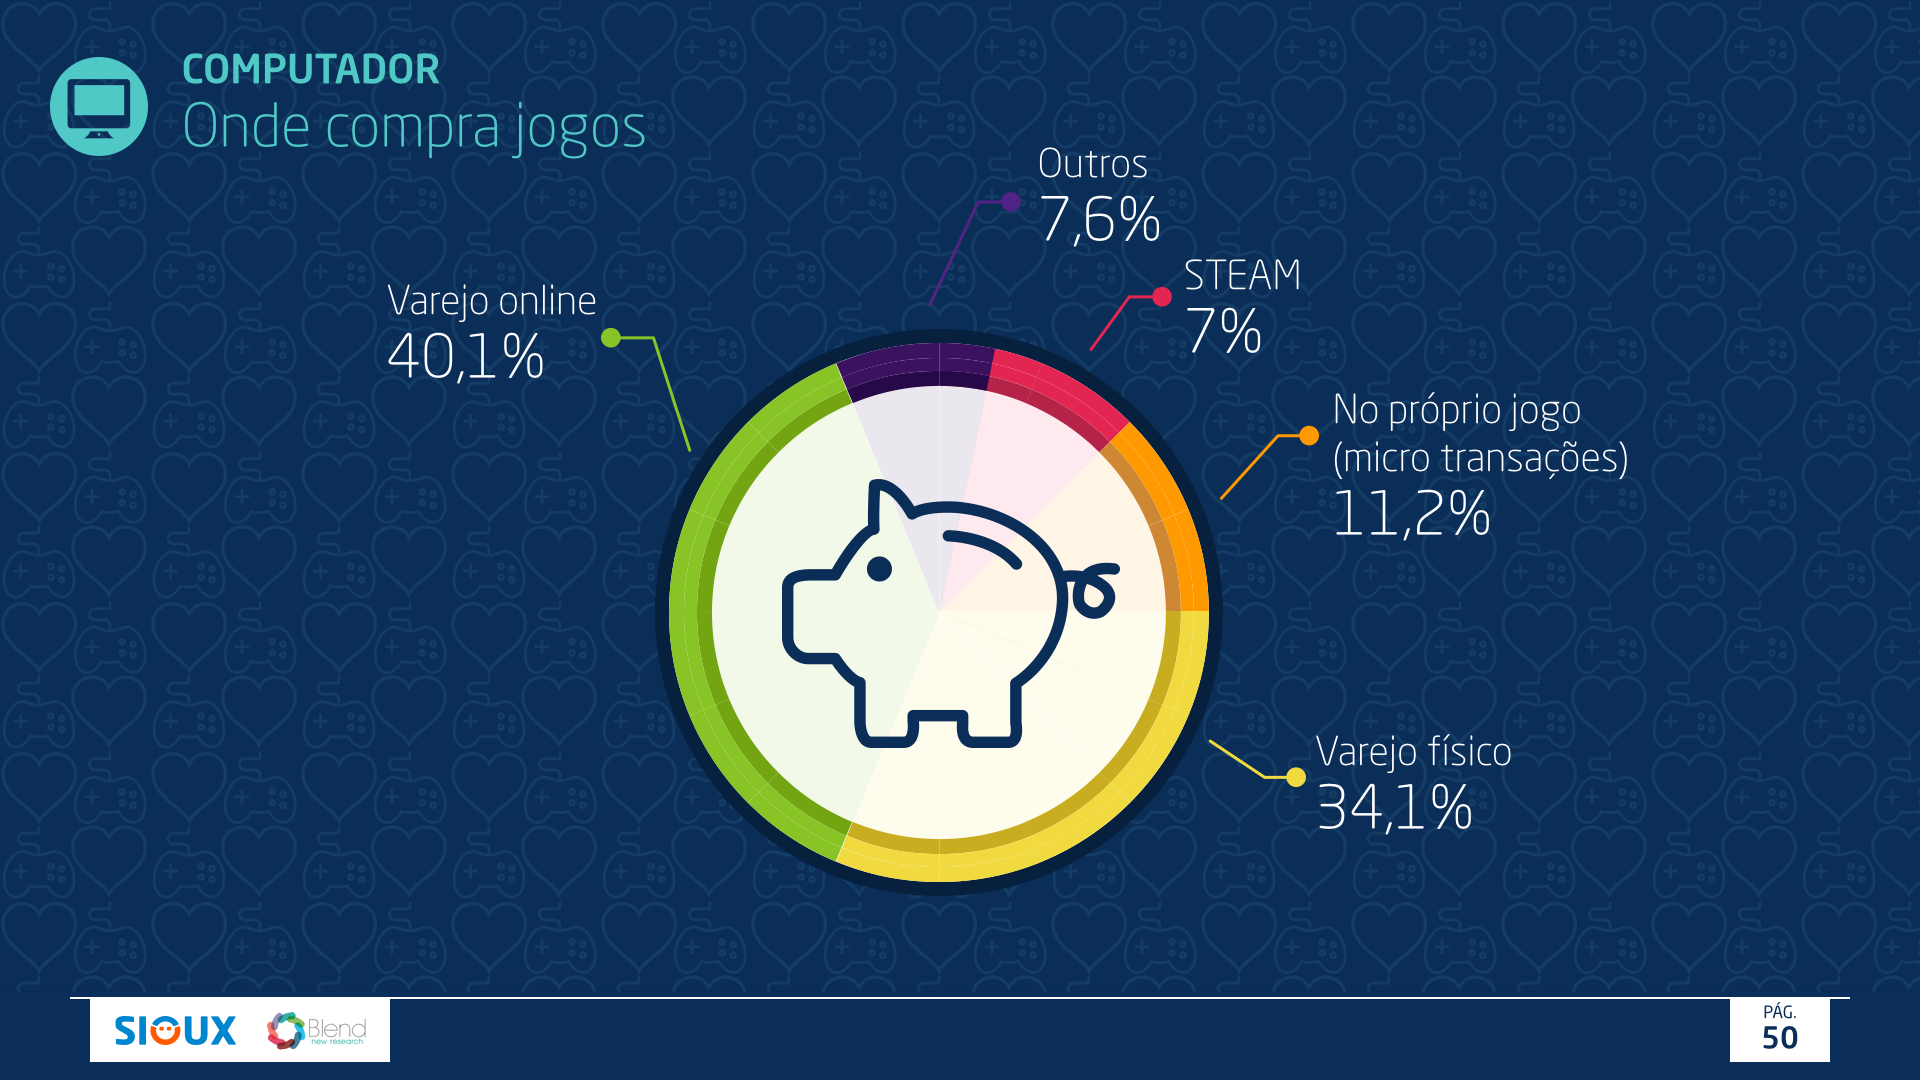 COMPUTADOR
Onde compra jogos
Outros
7,6%
STEAM
7%
Varejo online
40,1%
No próprio jogo
(micro transações)
11,2%
Varejo físico
34,1%
SIOUX
Blend
new research
PÁG.
50